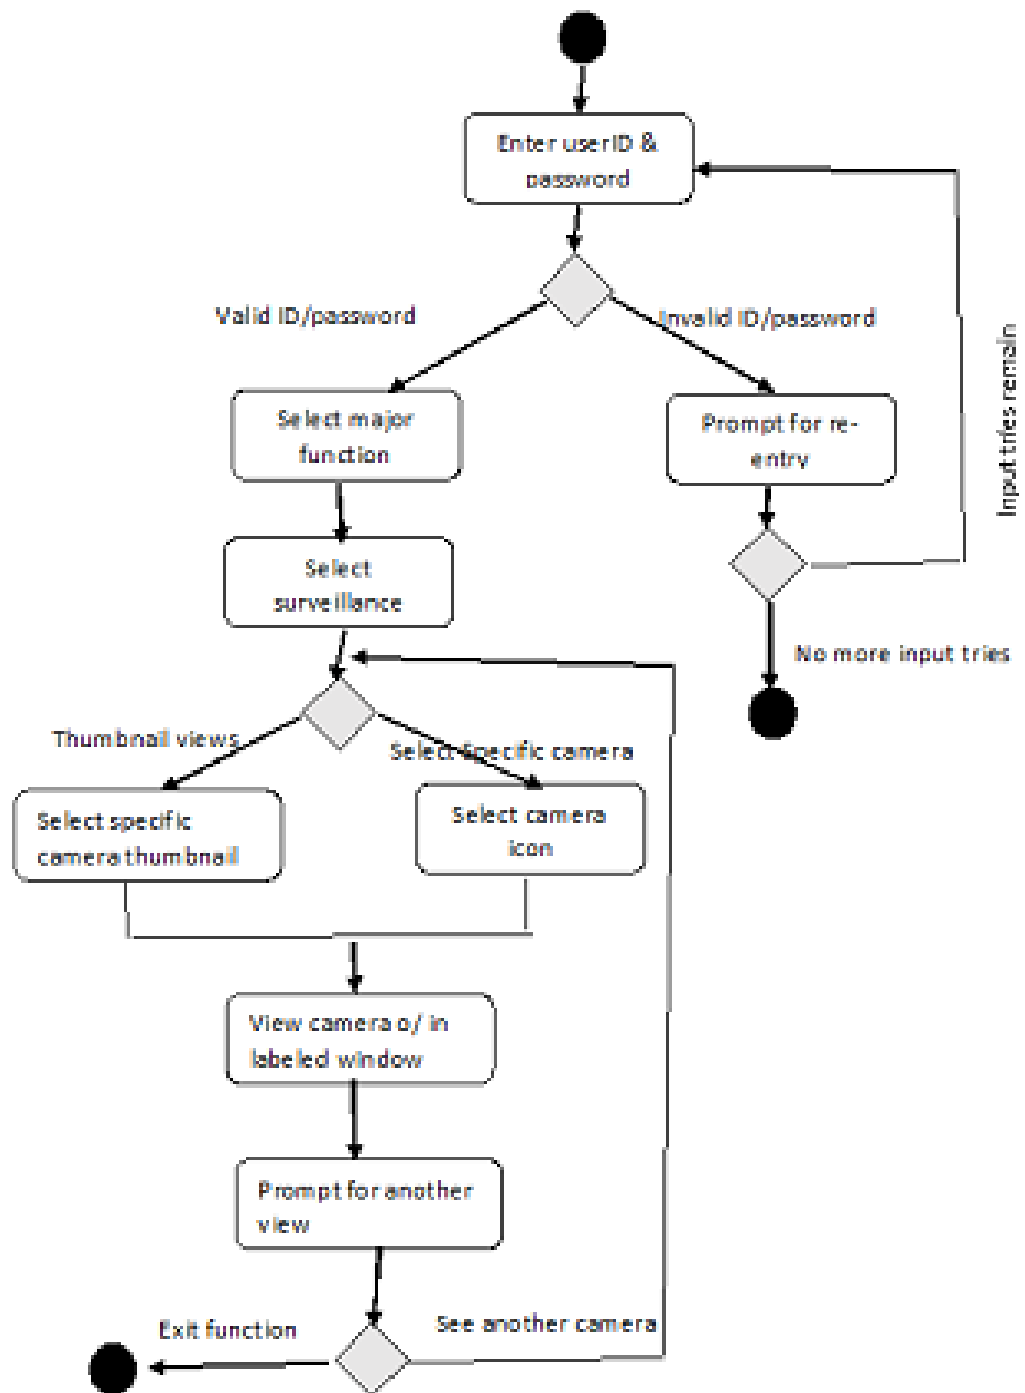 Enter userID &
password
Valid ID/password
Invalid ID/password
Input tries remain
Select major
function
Prompt for re-
entry
Select
surveillance
No more input tries
Thumbnail views
Select Specific camera
Select specific
camera thumbnail
Select camera
icon
View camera o/ in
labeled window
Prompt for another
view
Exit function
See another camera